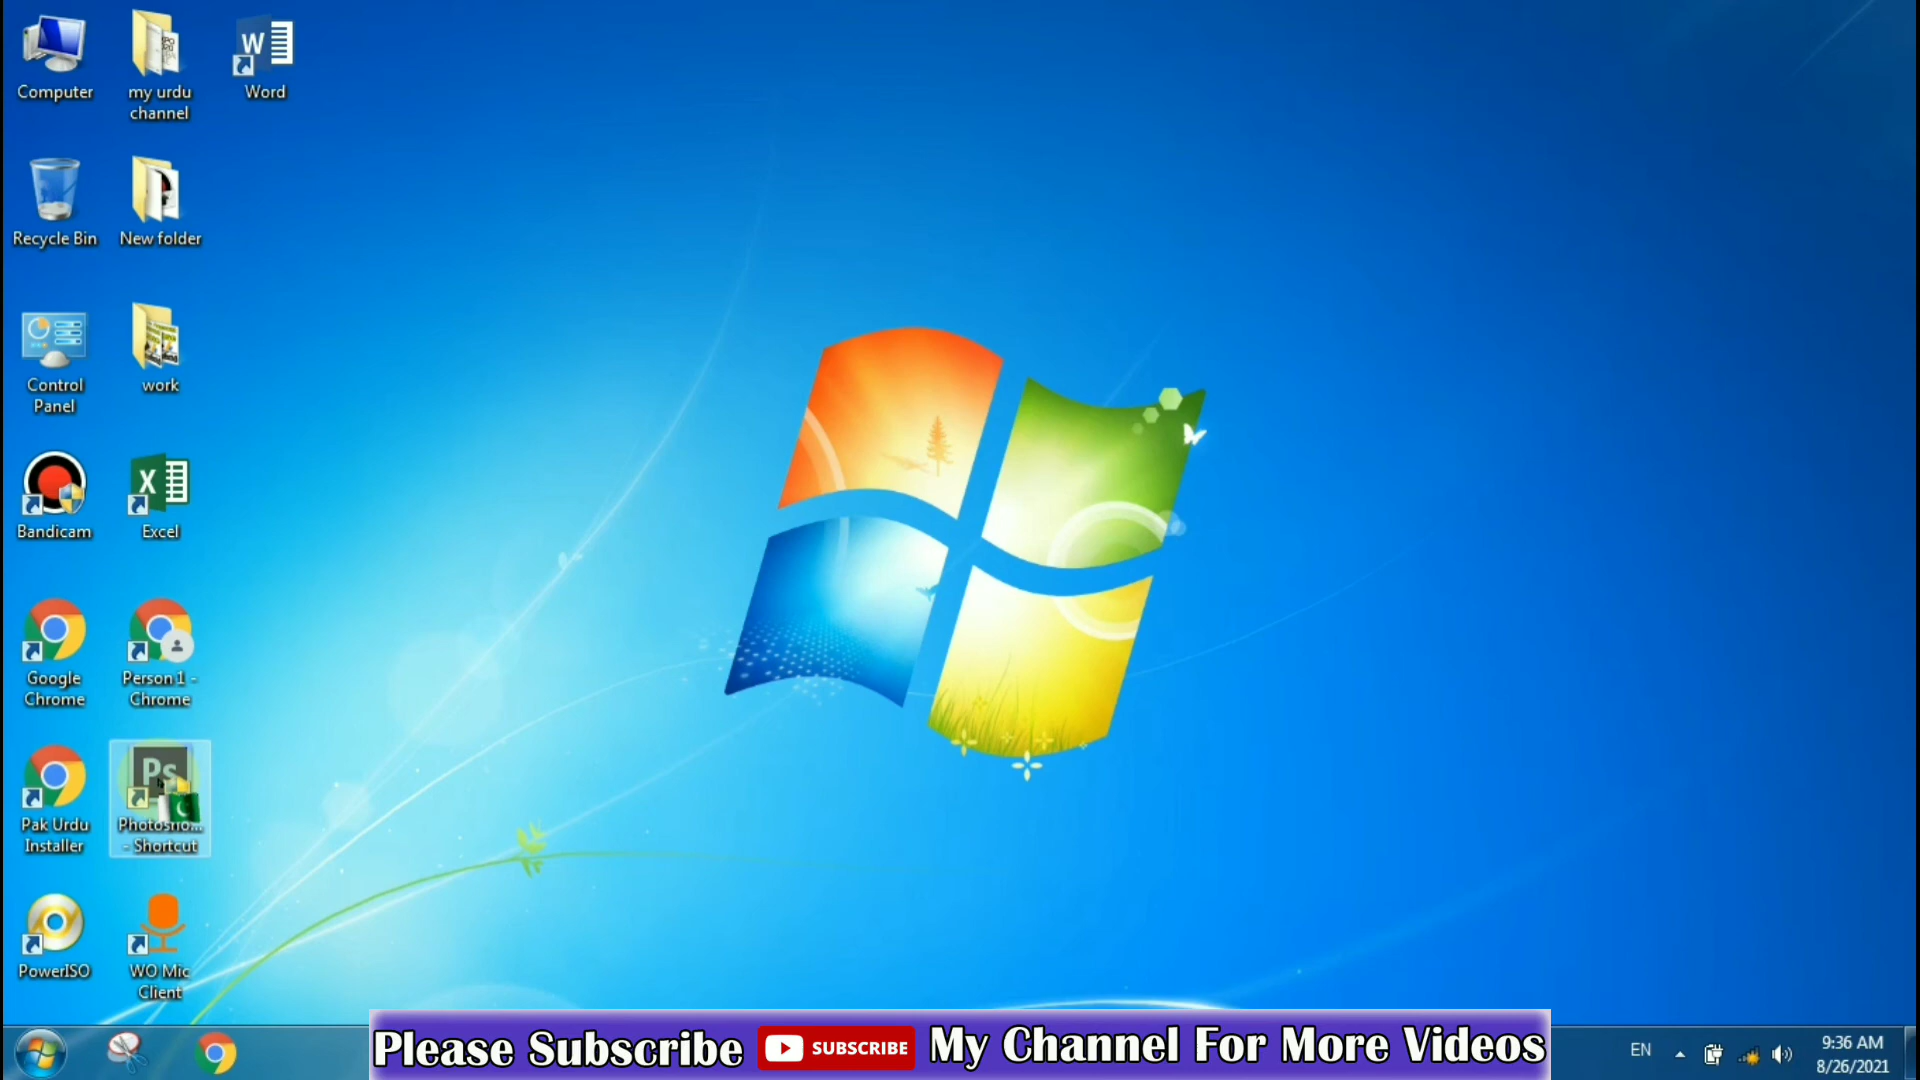 Computer
my urdu
channel
W
Word
Recycle Bin
New folder
Control
Panel
work
Bandicam
X
Excel
Google
Chrome
Person 1 -
Chrome
Pak Urdu
Installer
Ps
Photosho...
- Shortcut
PowerISO
WO Mic
Client
Please Subscribe
SUBSCRIBE
My Channel For More Videos
EN
9:36 AM
8/26/2021